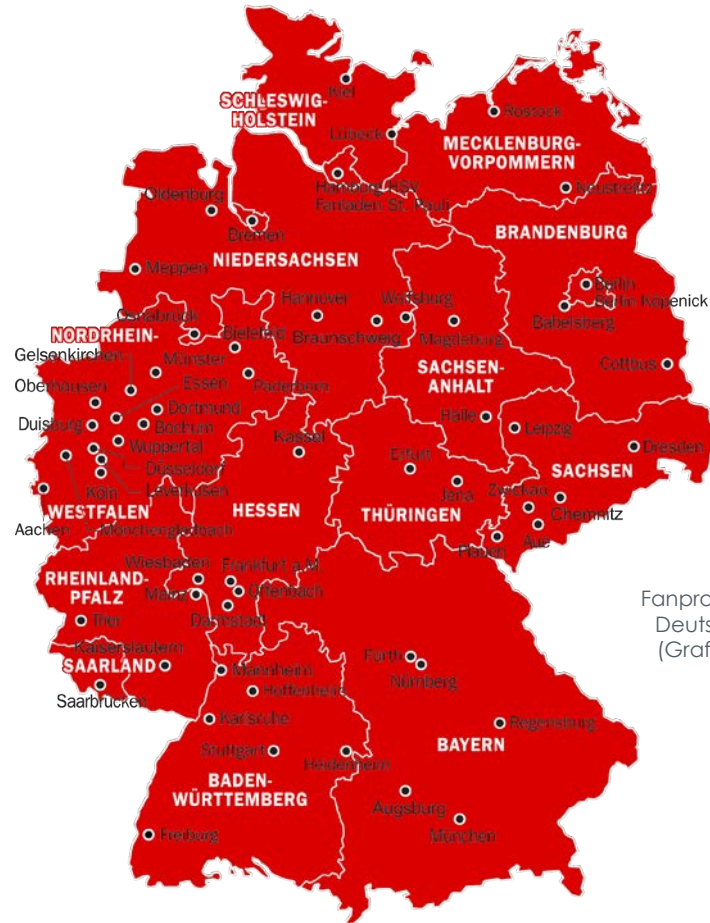 Kiel
SCHLESWIG-
HOLSTEIN
Rostock
Lübeck
MECKLENBURG-
VORPOMMERN
Hamburg HSV
Fanladen St. Pauli
Neustrelitz
Oldenburg
Bremen
BRANDENBURG
NIEDERSACHSEN
Meppen
Berlin
Berlin Köpenick
Babelsberg
Hannover
Wolfsburg
Osnabrück
Braunschweig
Magdeburg
NORDRHEIN-
Bielefeld
Gelsenkirchen
Münster
Cottbus
SACHSEN-
ANHALT
Essen
Paderborn
Oberhausen
Dortmund
Halle
Duisburg
Bochum
Leipzig
Wuppertal
Kassel
Dresden
Düsseldorf
Erfurt
SACHSEN
Köln
Leverkusen
Jena
Zwickau
WESTFALEN
HESSEN
THÜRINGEN
Chemnitz
Aachen
Mönchengladbach
Aue
Plauen
Wiesbaden
Frankfurt a.M.
RHEINLAND-
PFALZ
Mainz
Offenbach
Darmstadt
Fanpro
Deuts
(Graf
Trier
Kaiserslautern
Fürth
SAARLAND
Mannheim
Nürnberg
Saarbrücken
Hoffenheim
Karlsruhe
Regensburg
Stuttgart
Heidenheim
BAYERN
BADEN-
WÜRTTEMBERG
Augsburg
München
Freiburg